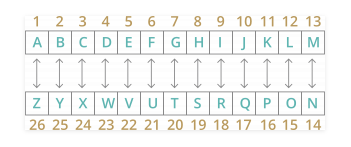 1 2 3 4 5 6 7 8 9 10 11 12 13
A B C D E F G H I J K L M
Z Y X W V U T S R Q P O N
26 25 24 23 22 21 20 19 18 17 16 15 14